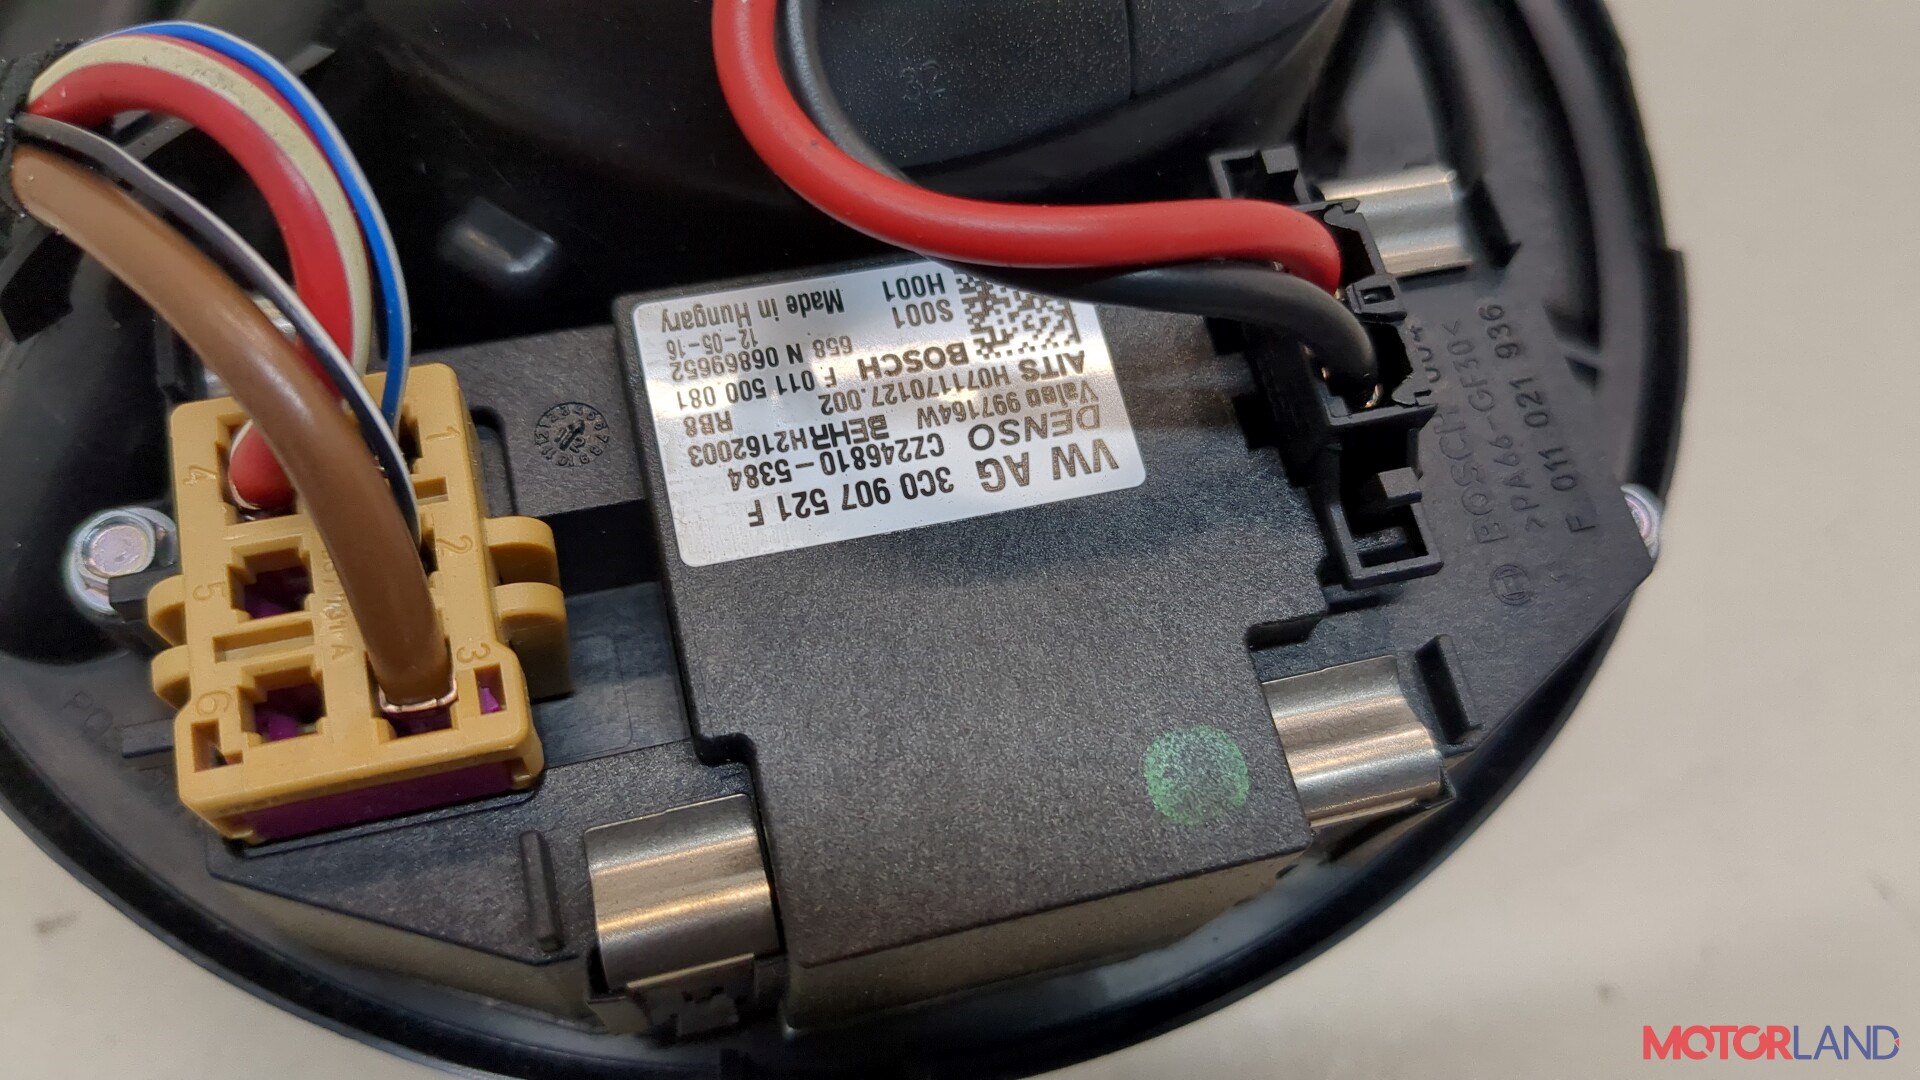 VW AG 3C0 907 521 F
DENSO CZ246810-5384
Valeo 997164W BEHR H2162003
AITS H071170127.002 RB8
BOSCH F 011 500 081
658 N 06869652
S001 12-05-16
H001 Made in Hungary
1
2
3
4
5
6
BOSCH
>PA66-GF30<
F 011 021 936
MOTORLAND